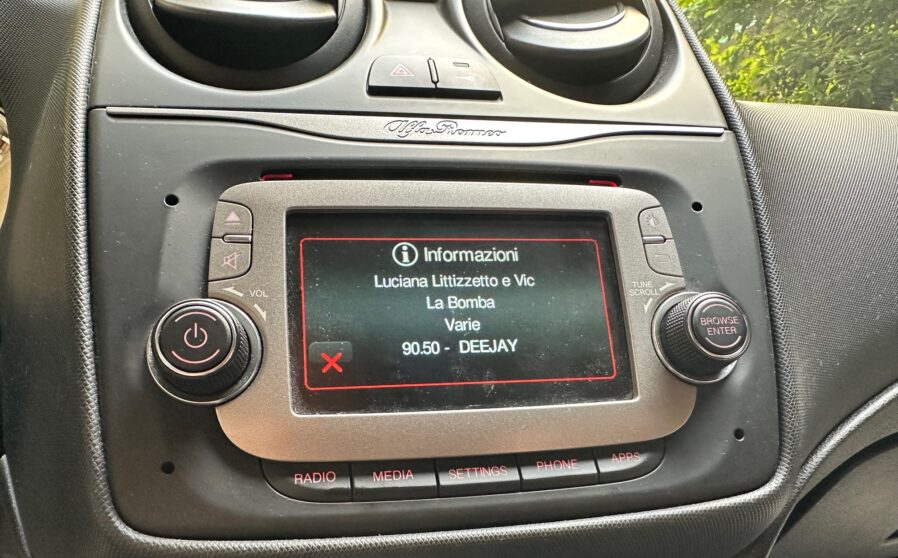 Alfa Romeo
Informazioni
Luciana Littizzetto e Vic
La Bomba
Varie
90.50 - DEEJAY
VOL
TUNE
SCROLL
BROWSE
ENTER
RADIO
MEDIA
SETTINGS
PHONE
APPS